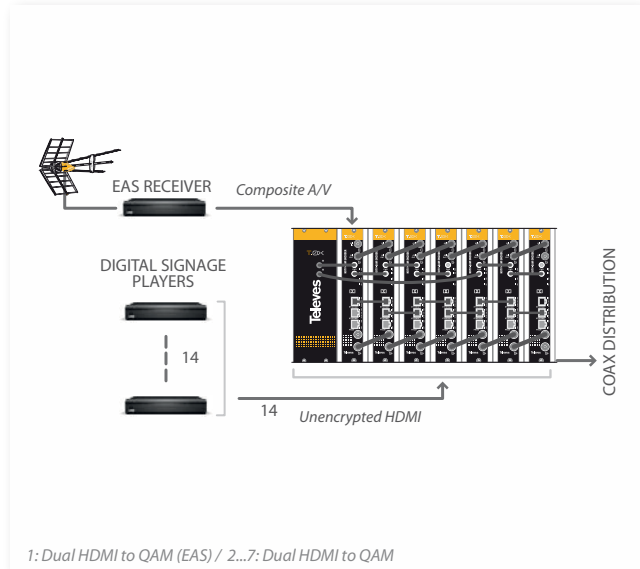 EAS RECEIVER
Composite A/V
DIGITAL SIGNAGE
PLAYERS
14
T.0X
Televes
COAX DISTRIBUTION
14
Unencrypted HDMI
1: Dual HDMI to QAM (EAS) / 2...7: Dual HDMI to QAM